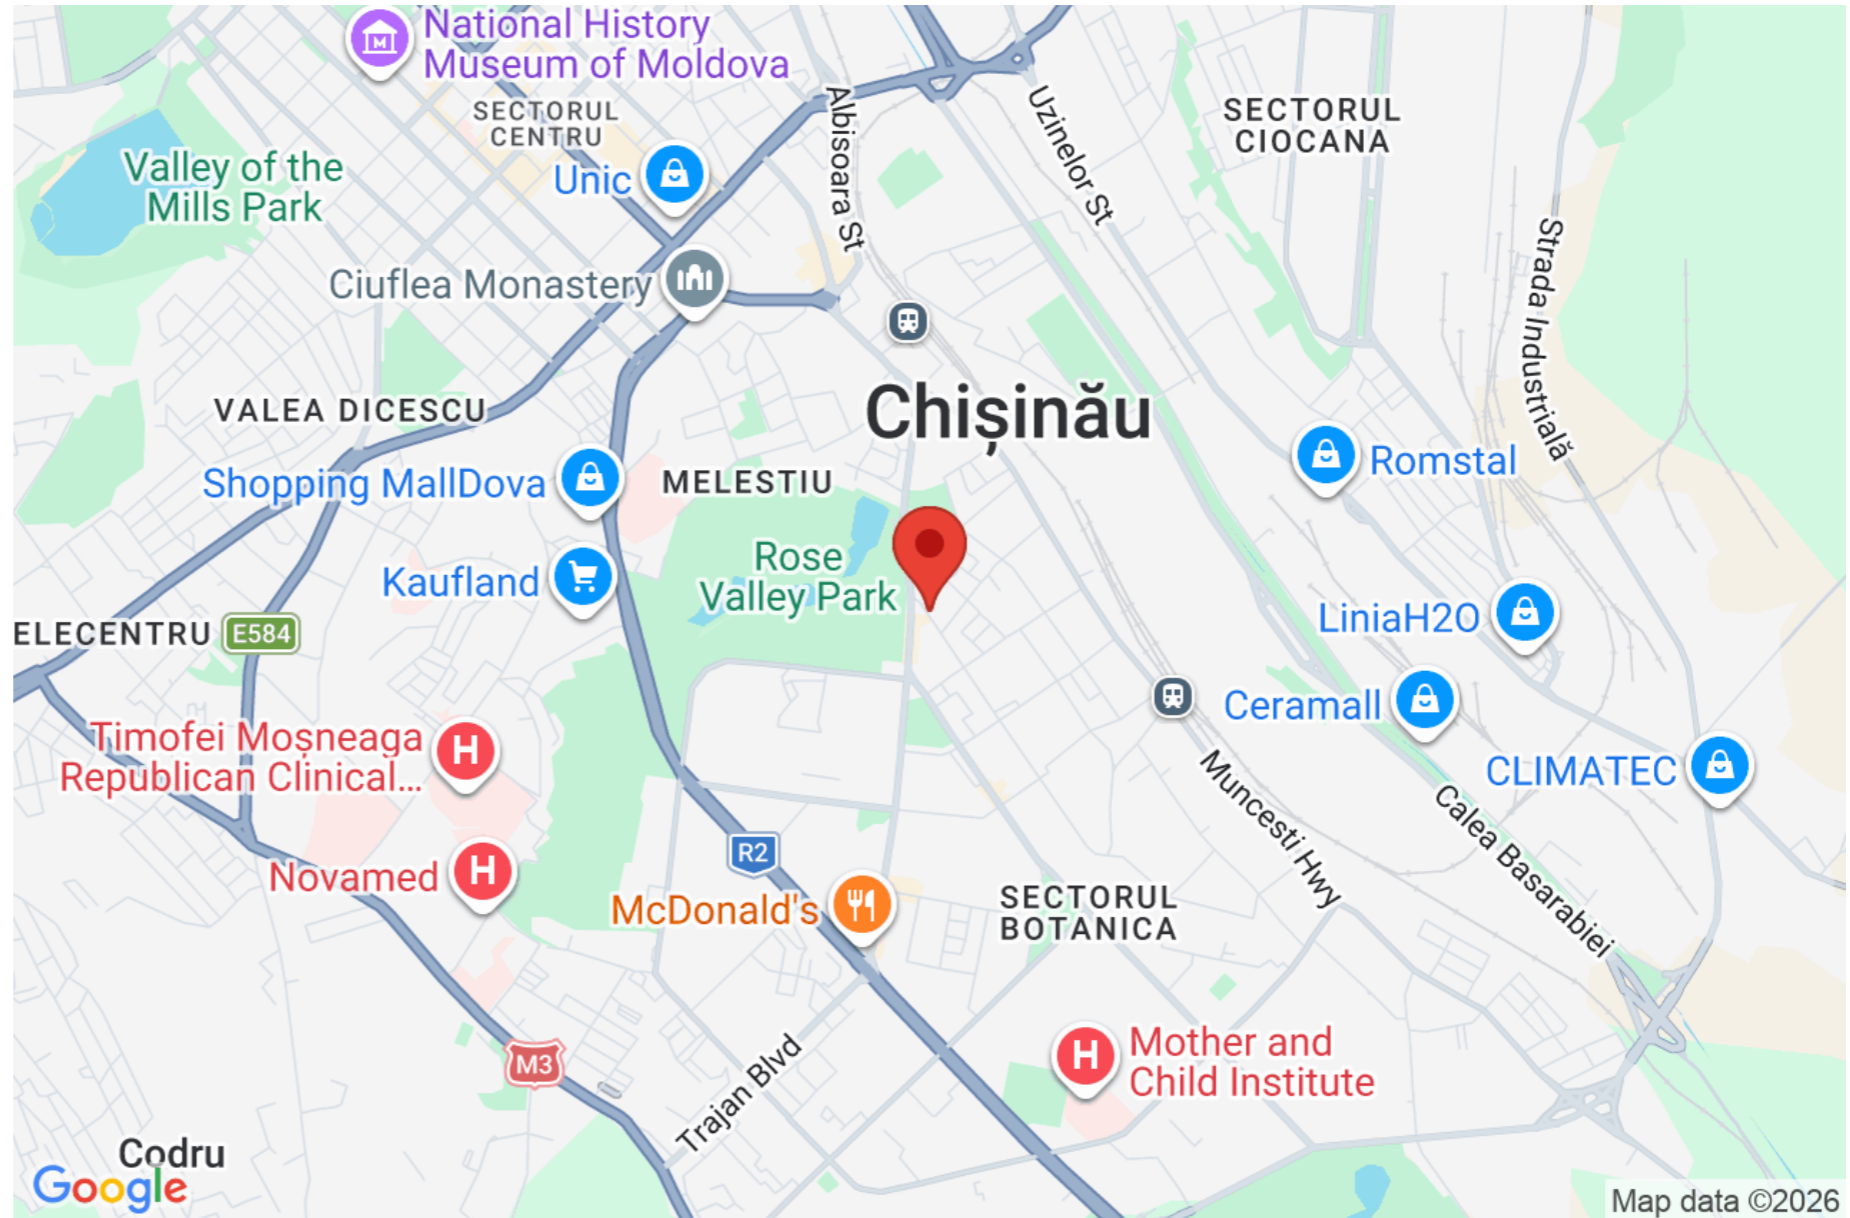 National History
Museum of Moldova
SECTORUL
CENTRU
Albisoara St
Uzinelor St
SECTORUL
CIOCANA
Valley of the
Mills Park
Unic
Ciuflea Monastery
Strada Industrială
Chișinău
VALEA DICESCU
Shopping MallDova
MELESTIU
Romstal
Rose
Valley Park
Kaufland
ELECENTRU
E584
LiniaH2O
Ceramall
Timofei Moșneaga
Republican Clinical...
H
CLIMATEC
Muncesti Hwy
Calea Basarabiei
R2
Novamed
H
McDonald's
SECTORUL
BOTANICA
M3
Trajan Blvd
H
Mother and
Child Institute
Codru
Google
Map data ©2026